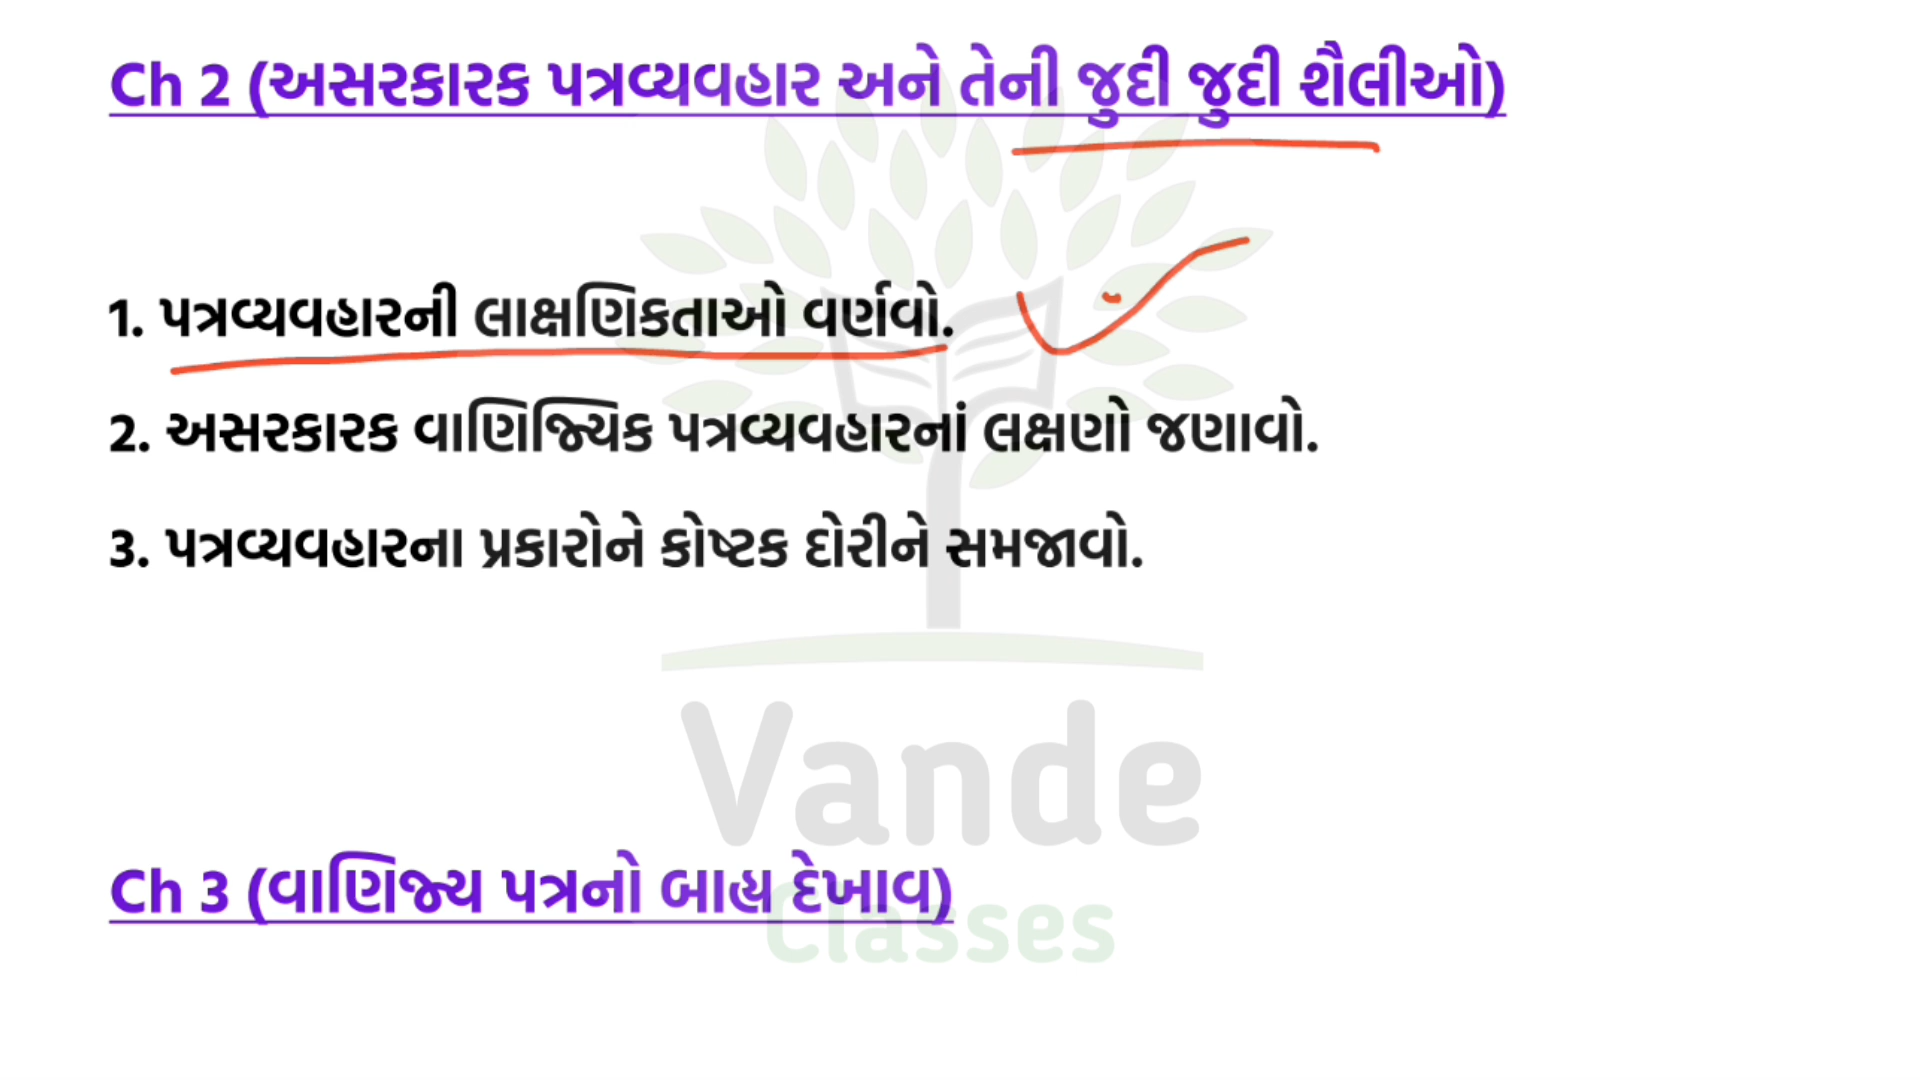 Ch 2 (અસરકારક પત્રવ્યવહાર અને તેની જુદી જુદી શૈલીઓ)
1. પત્રવ્યવહારની લાક્ષણિકતાઓ વર્ણવો.
2. અસરકારક વાણિજ્યિક પત્રવ્યવહારનાં લક્ષણો જણાવો.
3. પત્રવ્યવહારના પ્રકારોને કોષ્ટક દોરીને સમજાવો.
Vande
Ch 3 (વાણિજ્ય પત્રનો બાહ્ય દેખાવ)
Classes